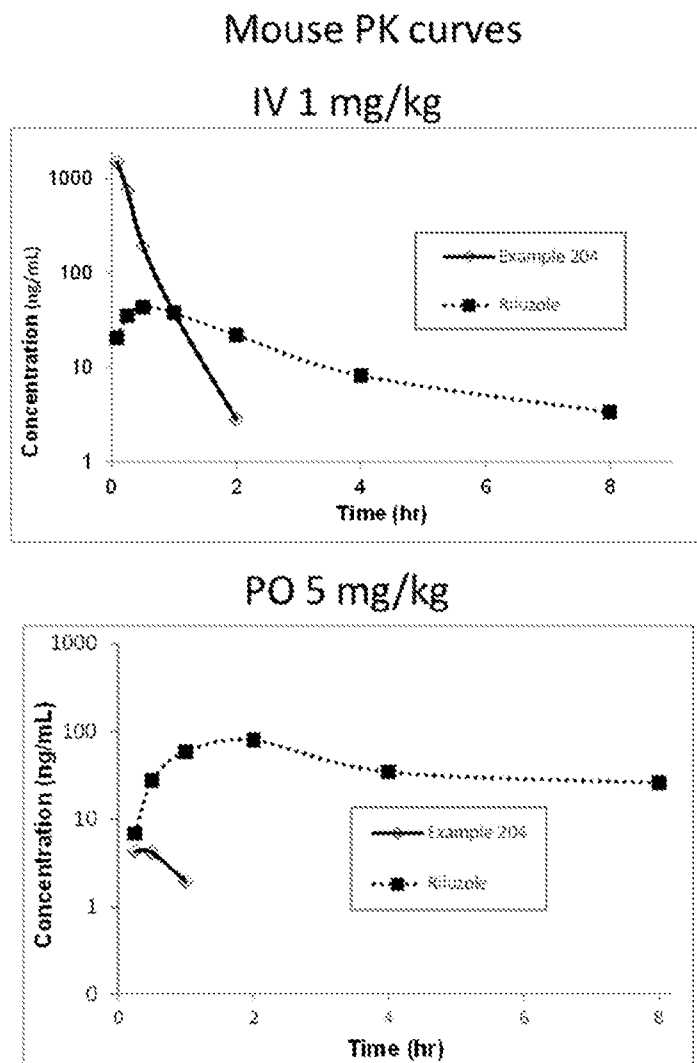 Mouse PK curves
IV 1 mg/kg
Concentration (ng/mL)
1000
100
10
1
0
2
4
6
8
Time (hr)
Example 204
Riluzole
PO 5 mg/kg
Concentration (ng/mL)
1000
100
10
1
0
0
2
4
6
8
Time (hr)
Example 204
Riluzole